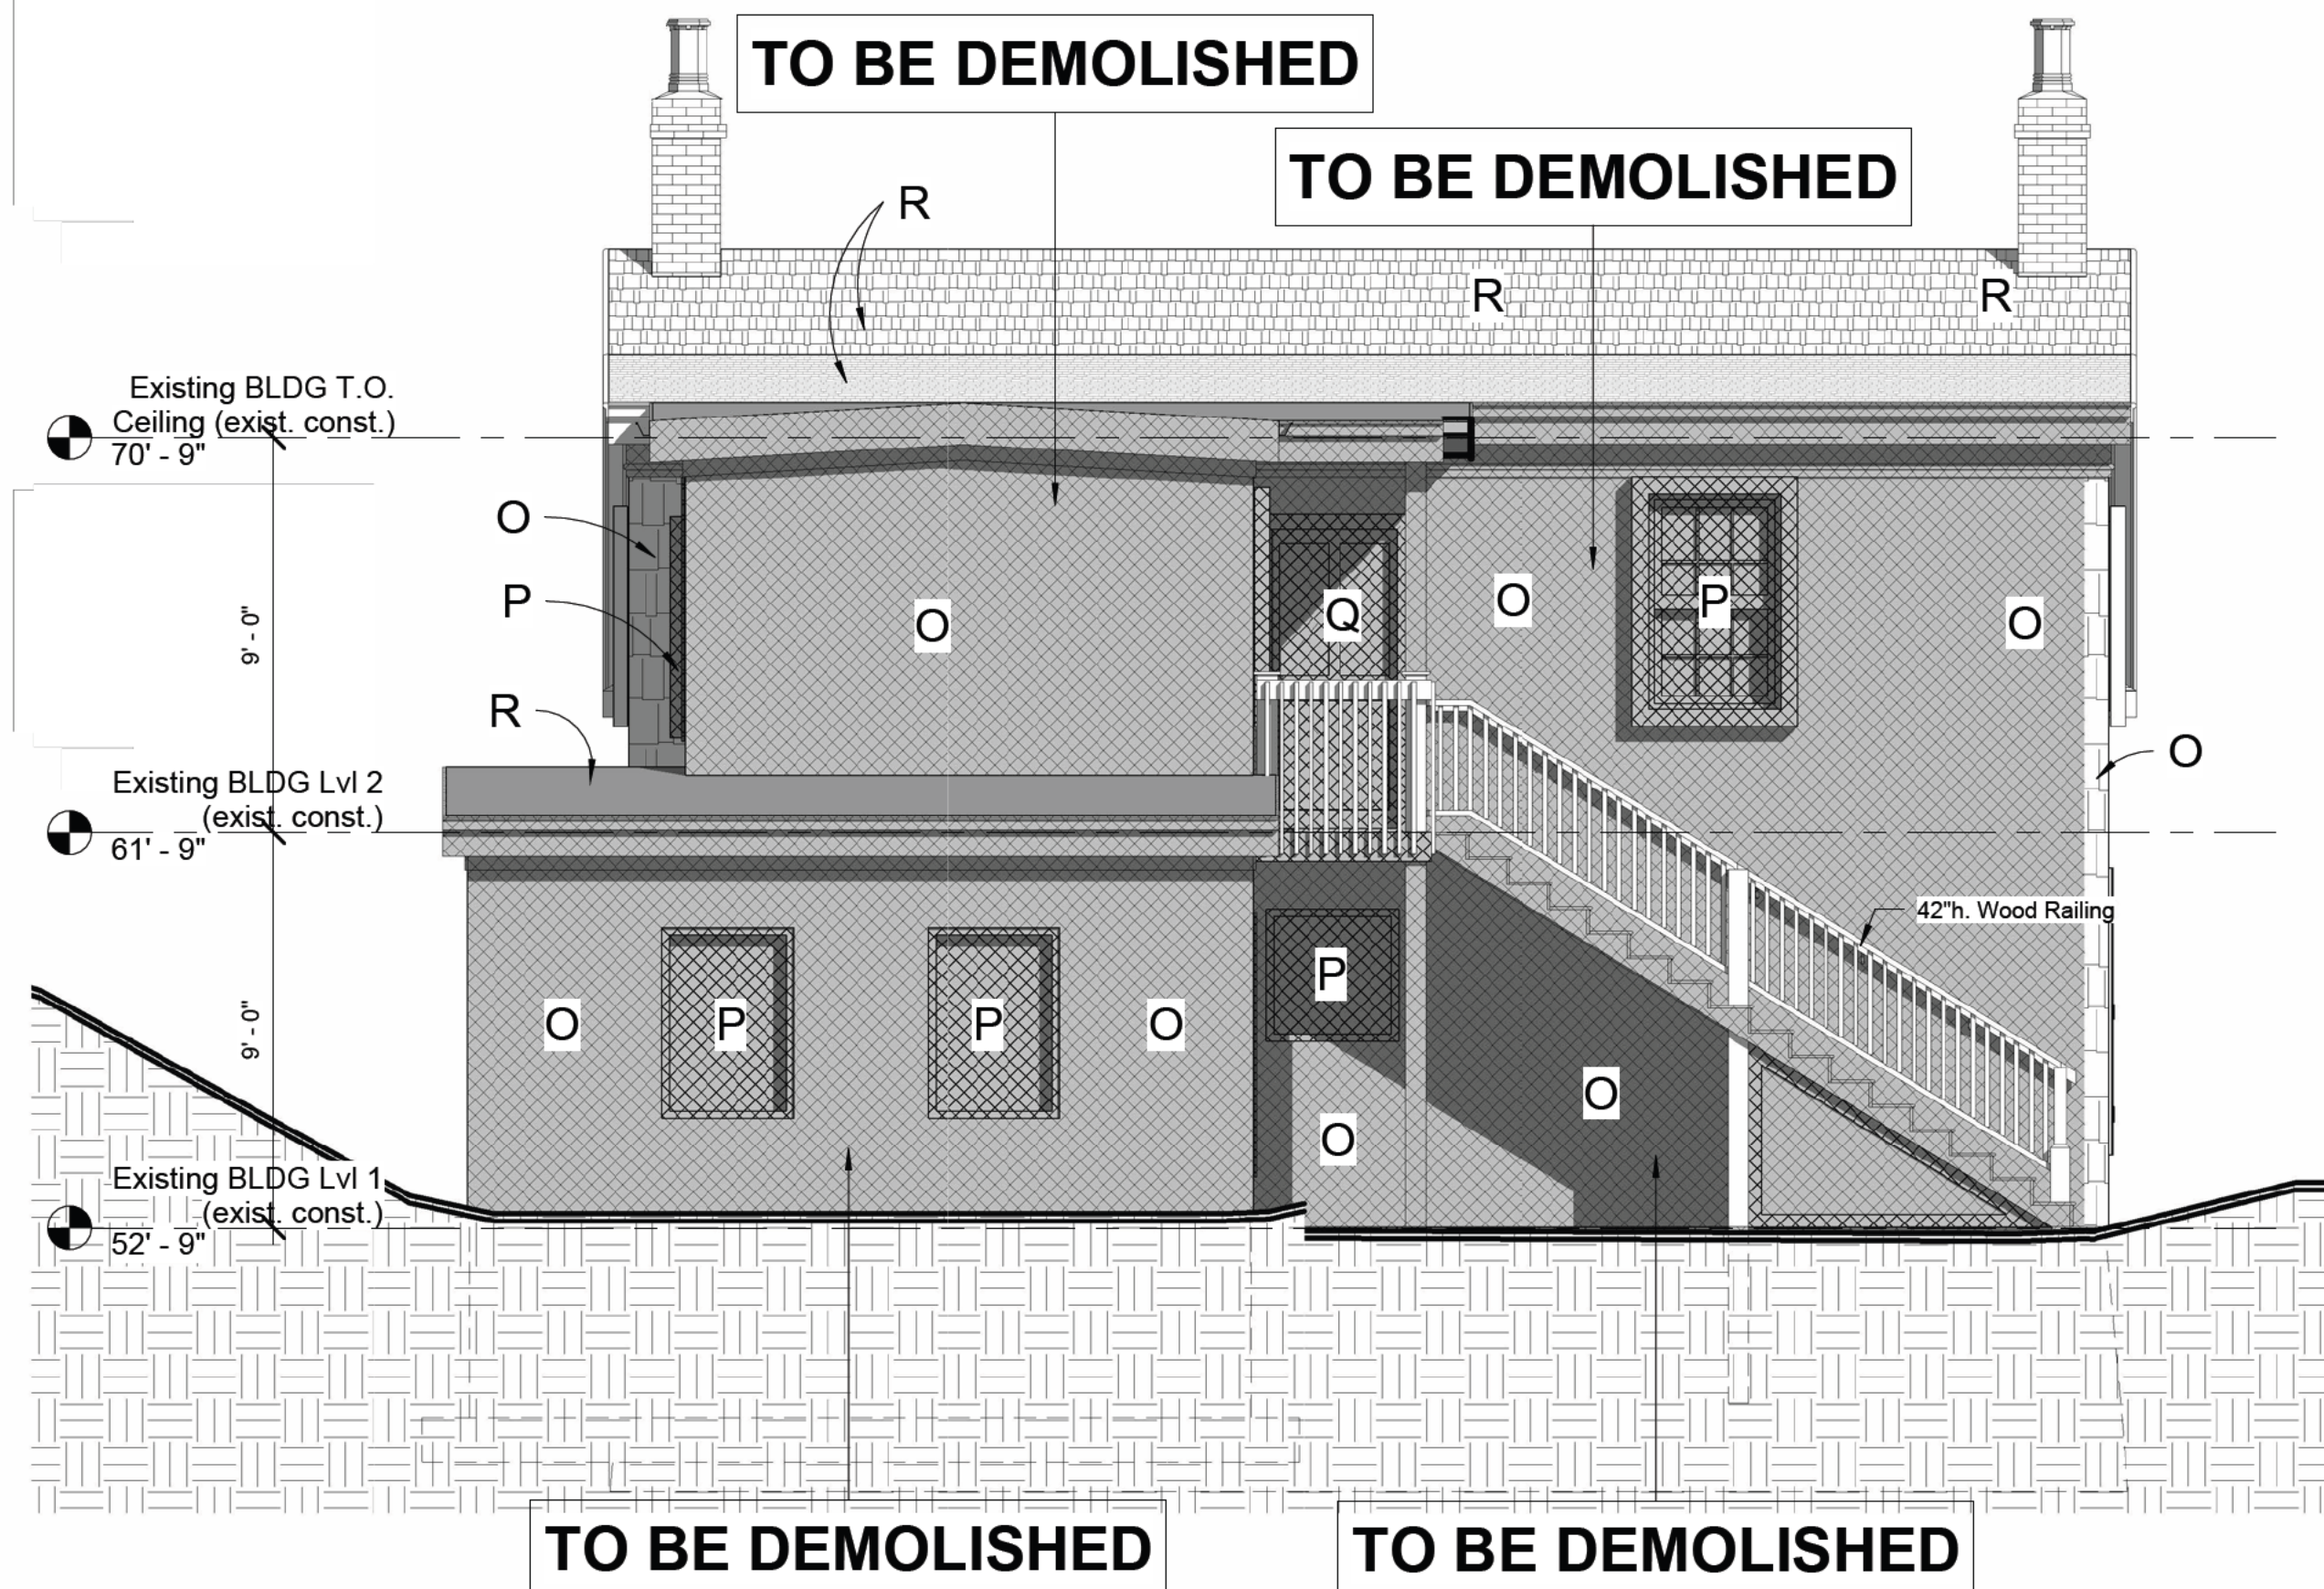 TO BE DEMOLISHED
TO BE DEMOLISHED
R
R
R
Existing BLDG T.O.
Ceiling (exist. const.)
70' - 9"
O
P
O
Q
O
P
O
9' - 0"
R
O
Existing BLDG Lvl 2
(exist. const.)
61' - 9"
42"h. Wood Railing
P
O
P
P
O
9' - 0"
O
O
Existing BLDG Lvl 1
(exist. const.)
52' - 9"
TO BE DEMOLISHED
TO BE DEMOLISHED